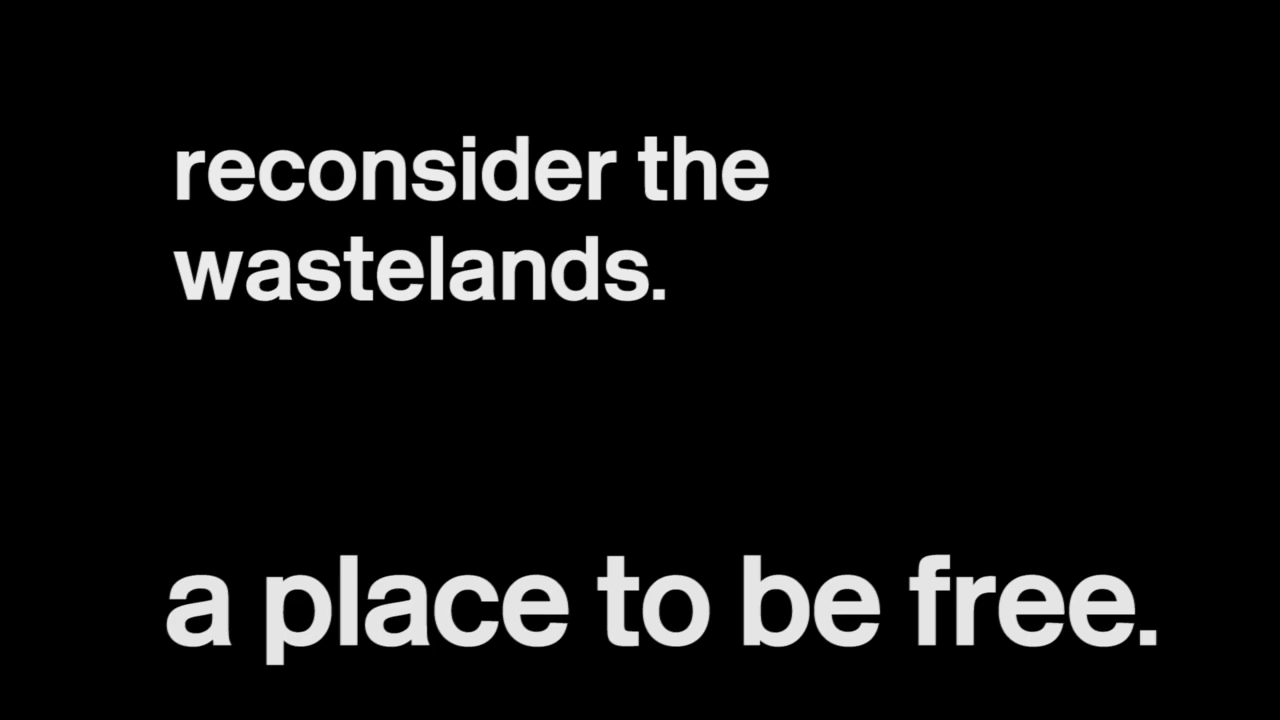 reconsider the
wastelands.
a place to be free.